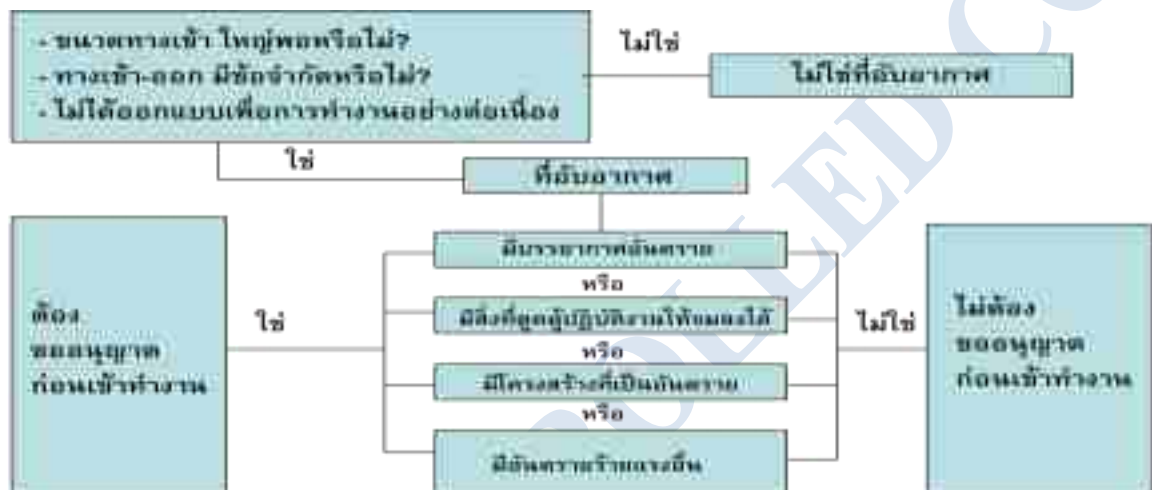 - ขนาดทางเข้า ใหญ่พอหรือไม่?
- ทางเข้า-ออก มีข้อจำกัดหรือไม่?
- ไม่ได้ออกแบบเพื่อการทำงานอย่างต่อเนื่อง
ไม่ใช่
ไม่ใช่ที่อับอากาศ
ใช่
ที่อับอากาศ
มีบรรยากาศอันตราย
หรือ
มีสิ่งที่ดูดผู้ปฏิบัติงานให้จมลงได้
หรือ
มีโครงสร้างที่เป็นอันตราย
หรือ
มีอันตรายร้ายแรงอื่น
ใช่
ต้อง
ขออนุญาต
ก่อนเข้าทำงาน
ไม่ใช่
ไม่ต้อง
ขออนุญาต
ก่อนเข้าทำงาน